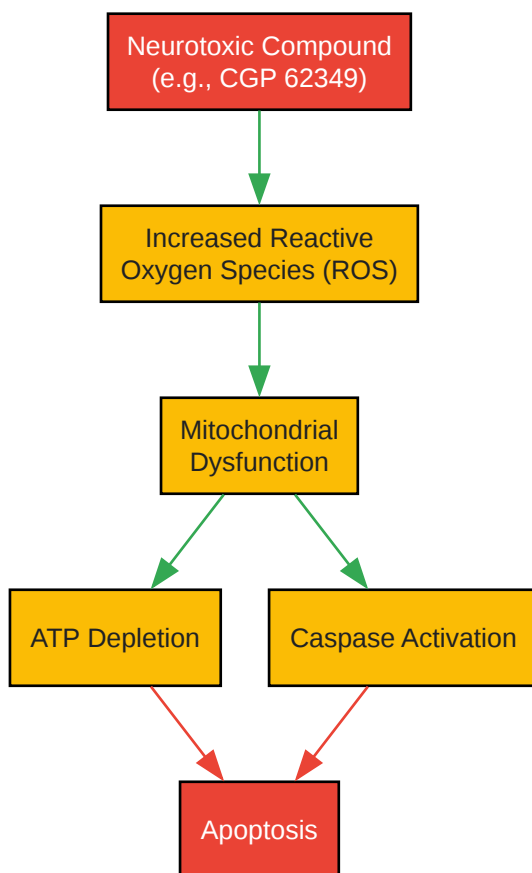 Neurotoxic Compound
(e.g., CGP 62349)
Increased Reactive
Oxygen Species (ROS)
Mitochondrial
Dysfunction
ATP Depletion
Caspase Activation
Apoptosis